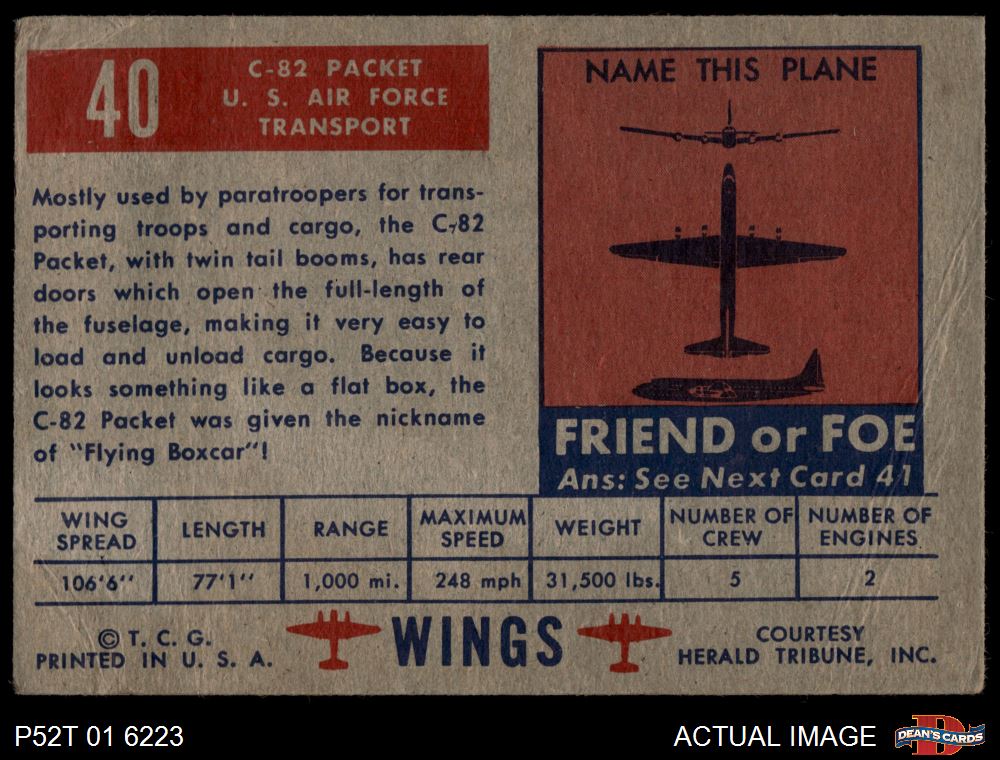 40
C-82 PACKET
U. S. AIR FORCE
TRANSPORT
Mostly used by paratroopers for trans-
porting troops and cargo, the C-82
Packet, with twin tail booms, has rear
doors which open the full-length of
the fuselage, making it very easy to
load and unload cargo. Because it
looks something like a flat box, the
C-82 Packet was given the nickname
of "Flying Boxcar"!
NAME THIS PLANE
FRIEND or FOE
Ans: See Next Card 41
WING SPREAD LENGTH RANGE MAXIMUM SPEED WEIGHT NUMBER OF CREW NUMBER OF ENGINES
106'6" 77'1" 1,000 mi. 248 mph 31,500 lbs. 5 2
© T. C. G.
PRINTED IN U. S. A.
WINGS
COURTESY
HERALD TRIBUNE, INC.
P52T 01 6223
ACTUAL IMAGE
D
DEAN'S CARDS